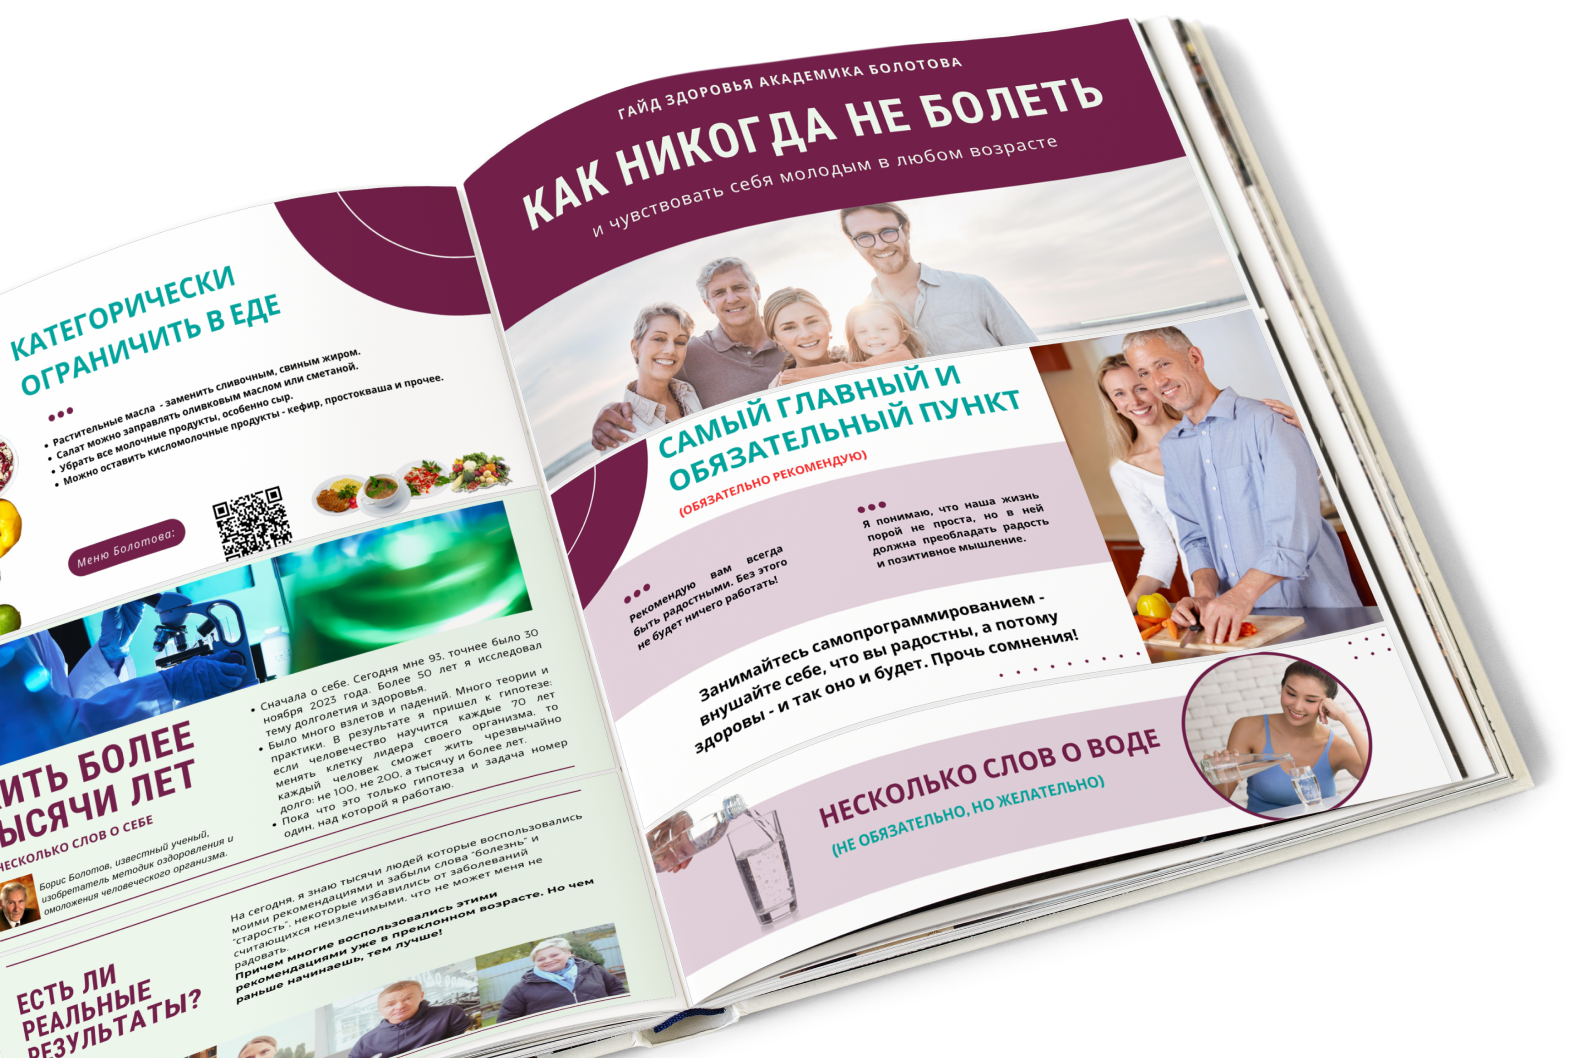 КАТЕГОРИЧЕСКИ
ОГРАНИЧИТЬ В ЕДЕ
Растительные масла - заменить сливочным, свиным жиром.
Салат можно заправлять оливковым маслом или сметаной.
Убрать все молочные продукты, особенно сыр.
Можно оставить кисломолочные продукты - кефир, простокваша и прочее.
Меню Болотова:
Сначала о себе. Сегодня мне 93, точнее было 30
ноября 2023 года. Более 50 лет я исследовал
тему долголетия и здоровья.
Было много взлетов и падений. Много теории и
практики. В результате я пришел к гипотезе:
если человечество научится каждые 70 лет
менять клетку лидера своего организма, то
каждый человек сможет жить чрезвычайно
долго: не 100, не 200, а тысячу и более лет.
Пока что это только гипотеза и задача номер
один, над которой я работаю.
ИТЬ БОЛЕЕ
ЫСЯЧИ ЛЕТ
НЕСКОЛЬКО СЛОВ О СЕБЕ
Борис Болотов, известный ученый,
изобретатель методик оздоровления и
омоложения человеческого организма.
ЕСТЬ ЛИ
РЕАЛЬНЫЕ
РЕЗУЛЬТАТЫ?
На сегодня, я знаю тысячи людей которые воспользовались
моими рекомендациями и забыли слова "болезнь" и
"старость", некоторые избавились от заболеваний
считающихся неизлечимыми, что не может меня не
радовать.
Причем многие воспользовались этими
рекомендациями уже в преклонном возрасте. Но чем
раньше начинаешь, тем лучше!
ГАЙД ЗДОРОВЬЯ АКАДЕМИКА БОЛОТОВА
КАК НИКОГДА НЕ БОЛЕТЬ
и чувствовать себя молодым в любом возрасте
САМЫЙ ГЛАВНЫЙ И
ОБЯЗАТЕЛЬНЫЙ ПУНКТ
(ОБЯЗАТЕЛЬНО РЕКОМЕНДУЮ)
Рекомендую вам всегда
быть радостными. Без этого
не будет ничего работать!
Я понимаю, что наша жизнь
порой не проста, но в ней
должна преобладать радость
и позитивное мышление.
Занимайтесь самопрограммированием -
внушайте себе, что вы радостны, а потому
здоровы - и так оно и будет. Прочь сомнения!
НЕСКОЛЬКО СЛОВ О ВОДЕ
(НЕ ОБЯЗАТЕЛЬНО, НО ЖЕЛАТЕЛЬНО)